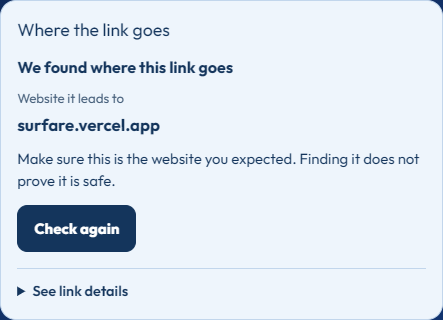 Where the link goes
We found where this link goes
Website it leads to
surfare.vercel.app
Make sure this is the website you expected. Finding it does not
prove it is safe.
Check again
See link details